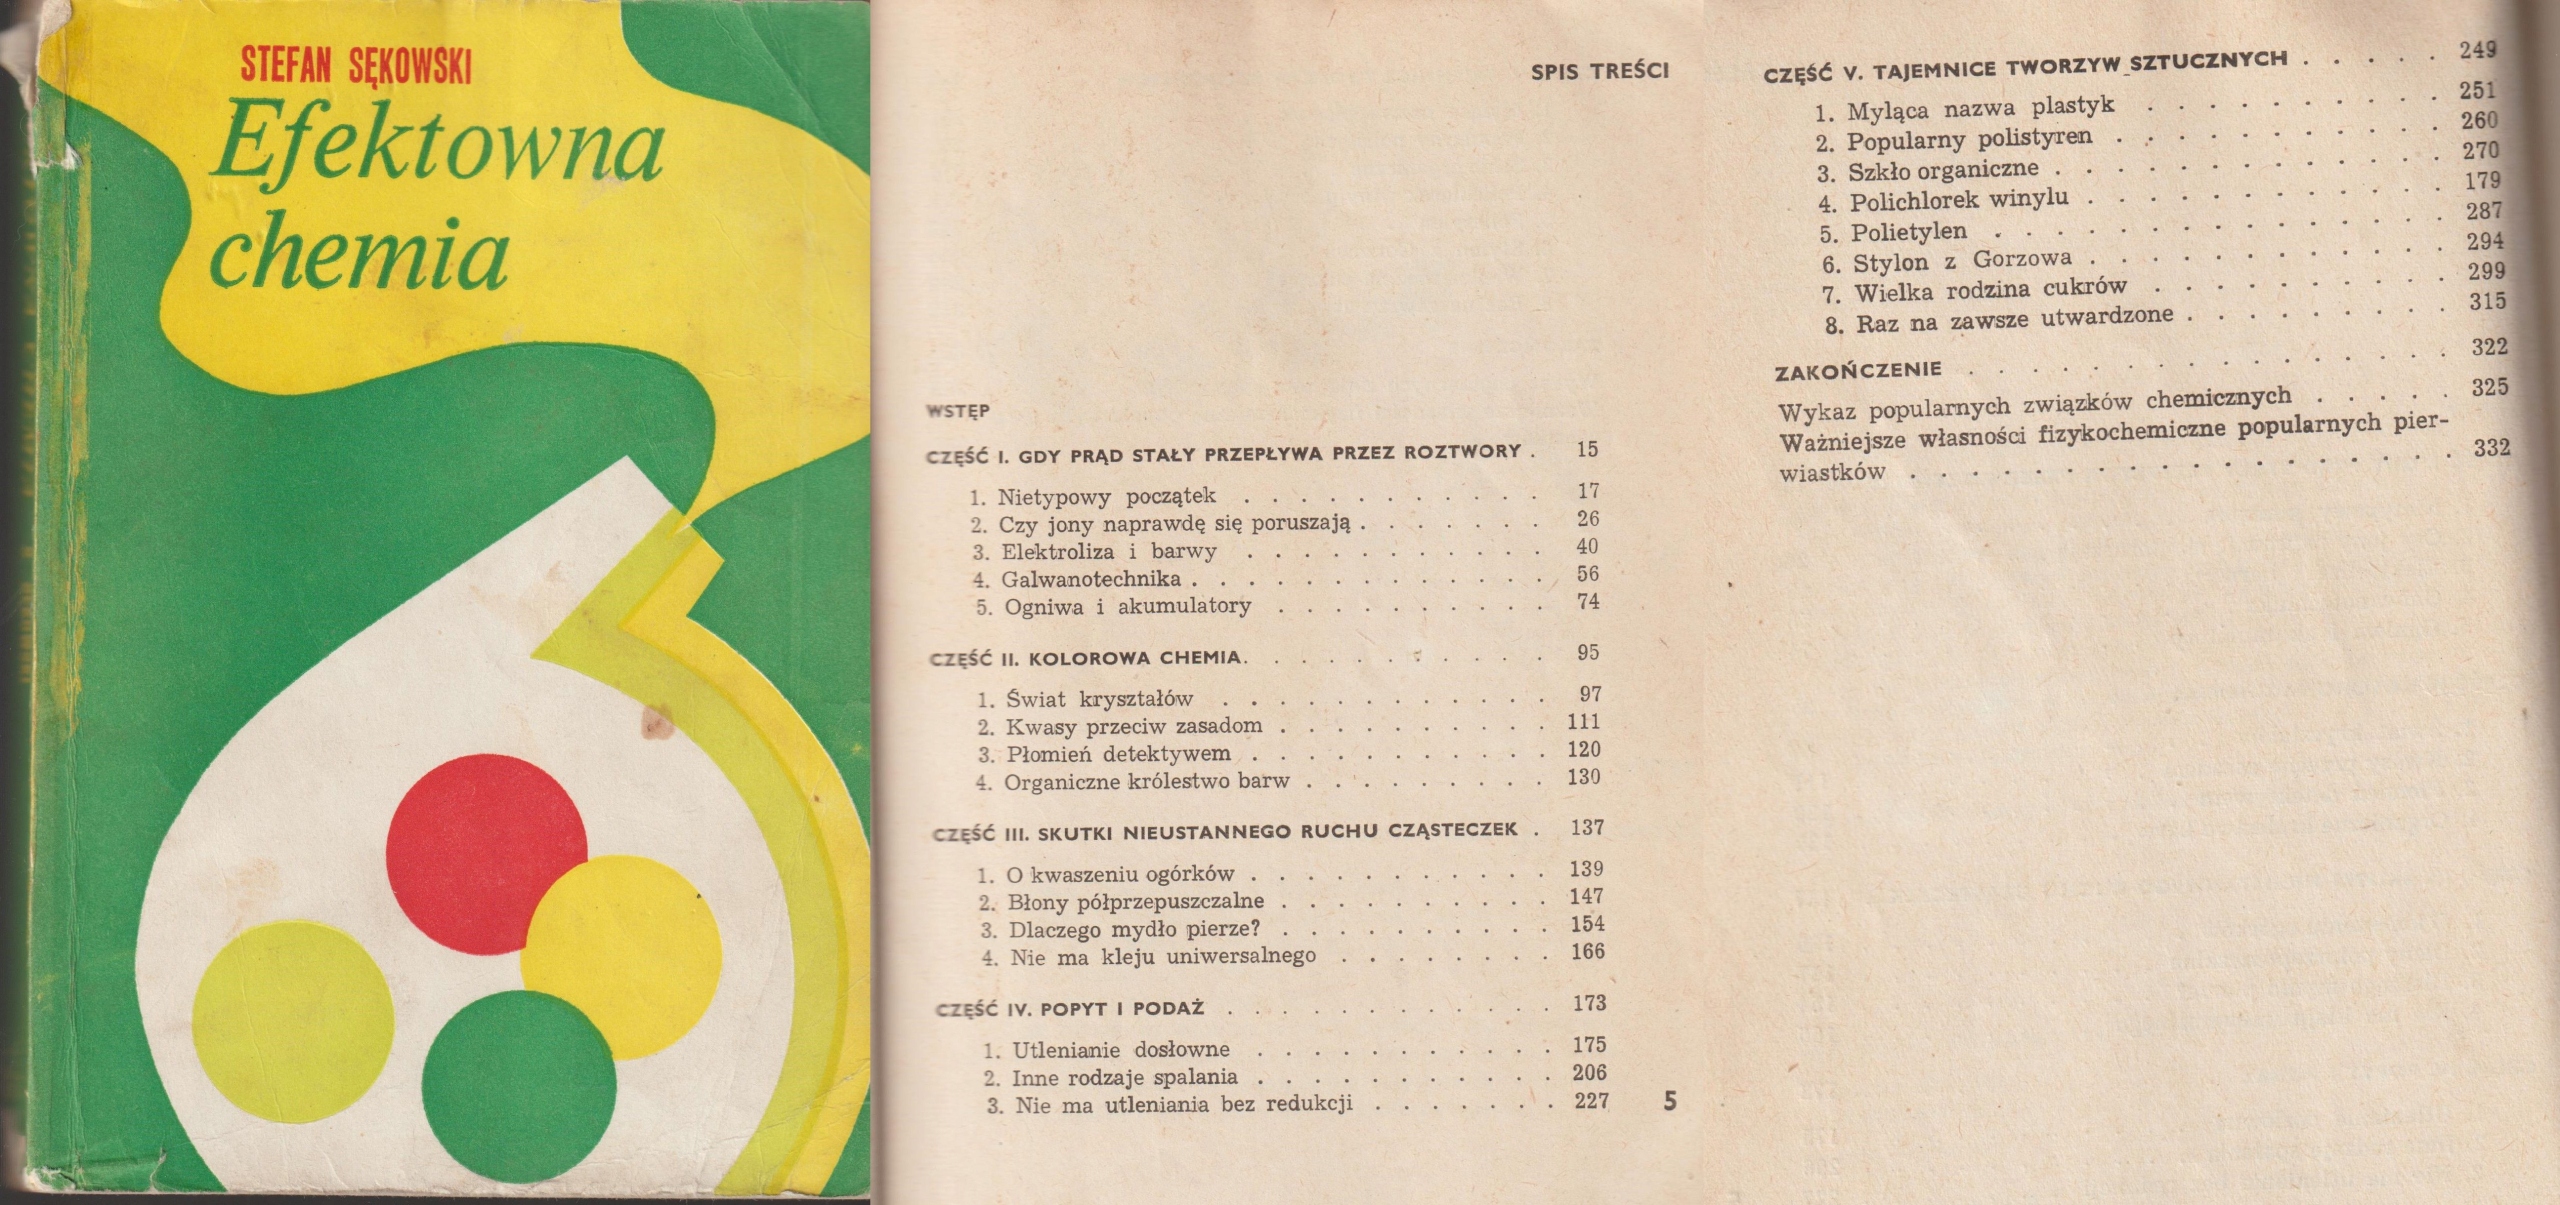 STEFAN SĘKOWSKI
Efektowna
chemia
SPIS TREŚCI
WSTĘP
CZĘŚĆ I. GDY PRĄD STAŁY PRZEPŁYWA PRZEZ ROZTWORY . 15
1. Nietypowy początek . . . . . . . . . . . 17
2. Czy jony naprawdę się poruszają . . . . . . . 26
3. Elektroliza i barwy . . . . . . . . . . . 40
4. Galwanotechnika . . . . . . . . . . . . . 56
5. Ogniwa i akumulatory . . . . . . . . . . 74
CZĘŚĆ II. KOLOROWA CHEMIA. . . . . . . . . . . 95
1. Świat kryształów . . . . . . . . . . . . 97
2. Kwasy przeciw zasadom . . . . . . . . . . 111
3. Płomień detektywem . . . . . . . . . . . 120
4. Organiczne królestwo barw . . . . . . . . . 130
CZĘŚĆ III. SKUTKI NIEUSTANNEGO RUCHU CZĄSTECZEK . 137
1. O kwaszeniu ogórków . . . . . . . . . . . 139
2. Błony półprzepuszczalne . . . . . . . . . . 147
3. Dlaczego mydło pierze? . . . . . . . . . . 154
4. Nie ma kleju uniwersalnego . . . . . . . . 166
CZĘŚĆ IV. POPYT I PODAŻ . . . . . . . . . . . . 173
1. Utlenianie dosłowne . . . . . . . . . . . 175
2. Inne rodzaje spalania . . . . . . . . . . . 206
3. Nie ma utleniania bez redukcji . . . . . . . 227
5
CZĘŚĆ V. TAJEMNICE TWORZYW SZTUCZNYCH . . . . . 249
1. Myląca nazwa plastyk . . . . . . . . . . 251
2. Popularny polistyren . . . . . . . . . . . 260
3. Szkło organiczne . . . . . . . . . . . . . 270
4. Polichlorek winylu . . . . . . . . . . . . 179
5. Polietylen . . . . . . . . . . . . . . . 287
6. Stylon z Gorzowa . . . . . . . . . . . . 294
7. Wielka rodzina cukrów . . . . . . . . . . 299
8. Raz na zawsze utwardzone . . . . . . . . . 315
ZAKOŃCZENIE . . . . . . . . . . . . . . . . 322
Wykaz popularnych związków chemicznych . . . . . 325
Ważniejsze własności fizykochemiczne popularnych pier-
wiastków . . . . . . . . . . . . . . . . . . 332